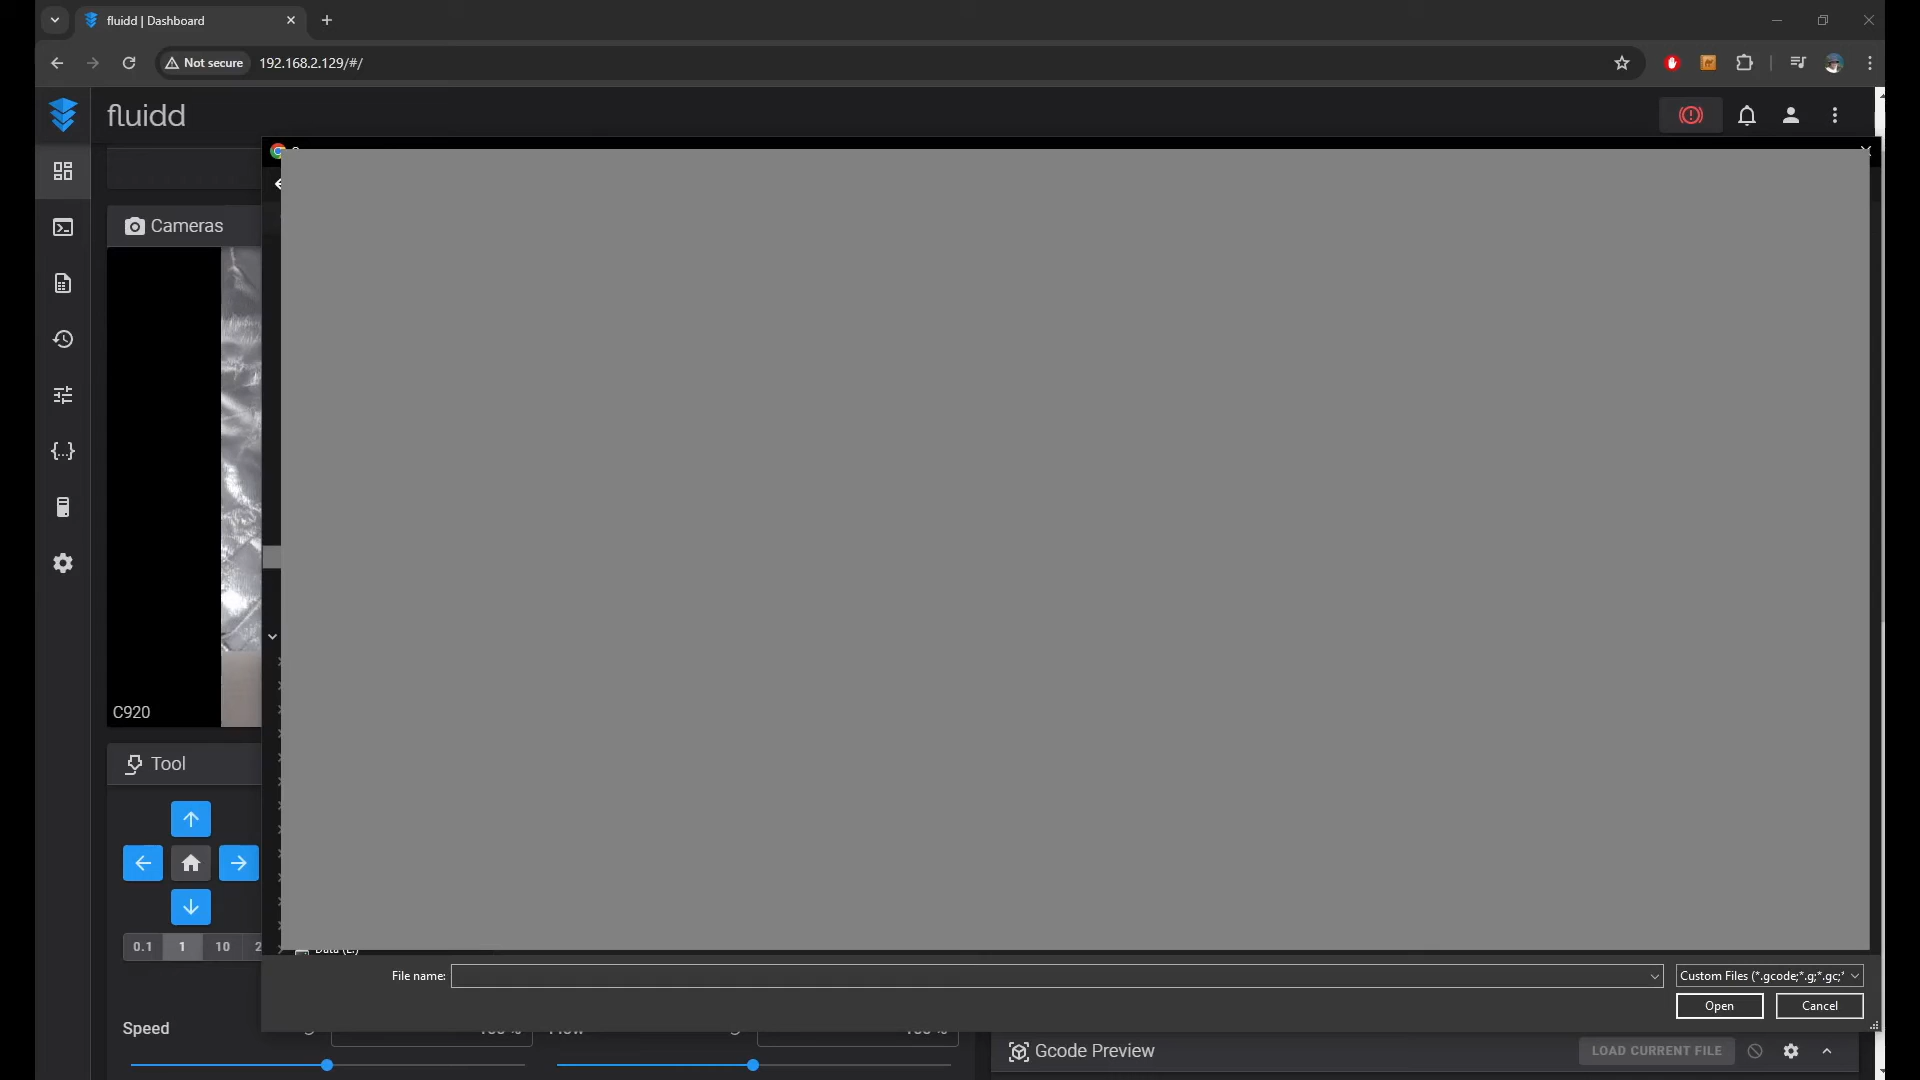 fluidd | Dashboard
Not secure
192.168.2.129/#/
fluidd
Cameras
C920
Tool
0.1 1 10
File name:
Custom Files (*.gcode;*.g;*.gc;*
Open
Cancel
Speed
Gcode Preview
LOAD CURRENT FILE